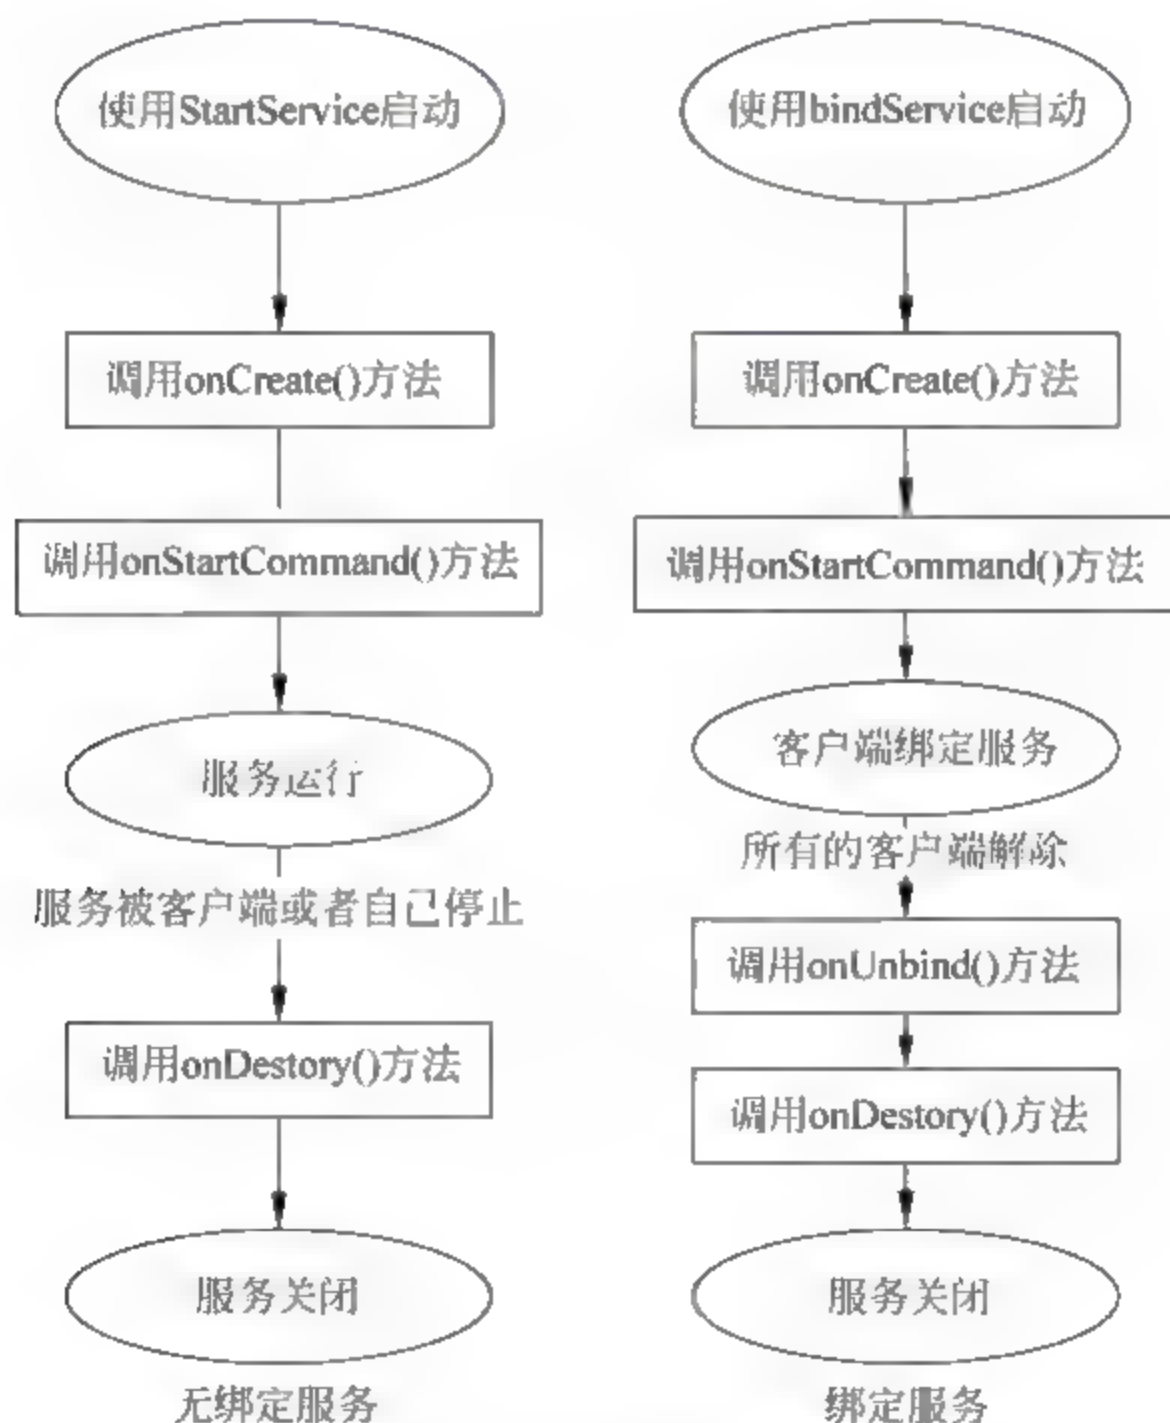 使用StartService启动
调用onCreate()方法
调用onStartCommand()方法
服务运行
服务被客户端或者自己停止
调用onDestory()方法
服务关闭
无绑定服务
使用bindService启动
调用onCreate()方法
调用onStartCommand()方法
客户端绑定服务
所有的客户端解除
调用onUnbind()方法
调用onDestory()方法
服务关闭
绑定服务